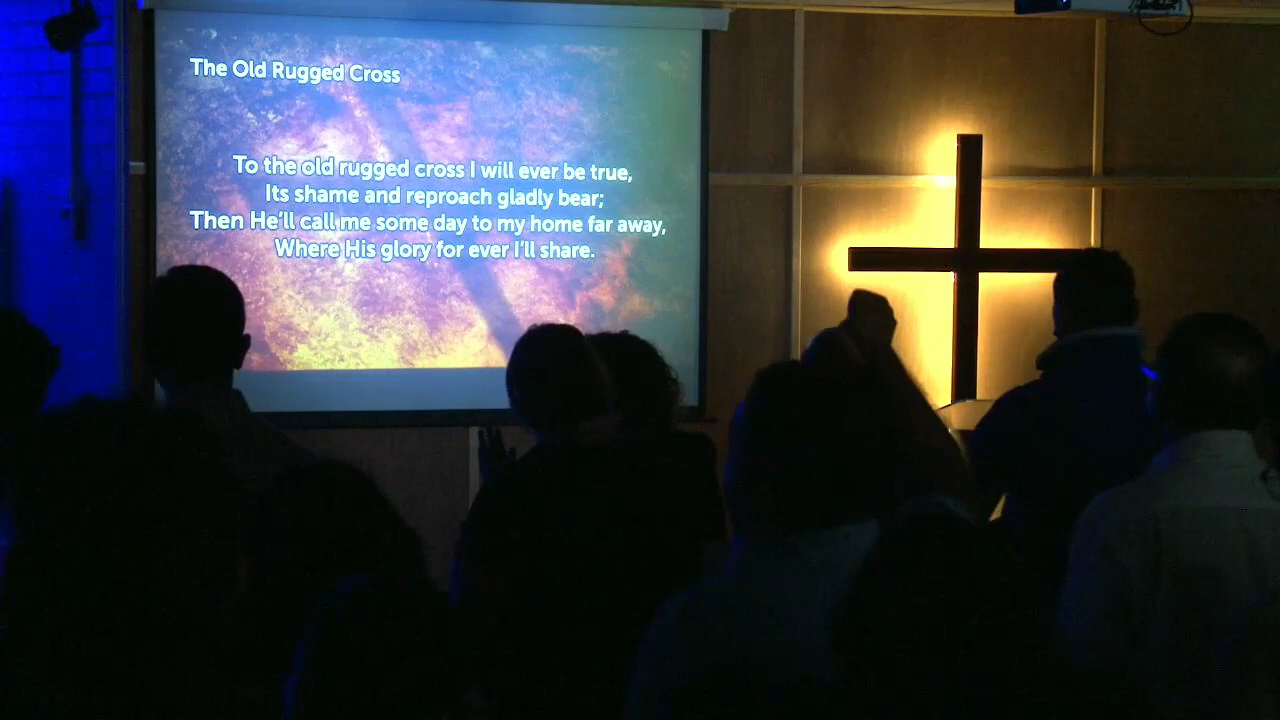 The Old Rugged Cross
To the old rugged cross I will ever be true,
Its shame and reproach gladly bear;
Then He'll call me some day to my home far away,
Where His glory for ever I'll share.